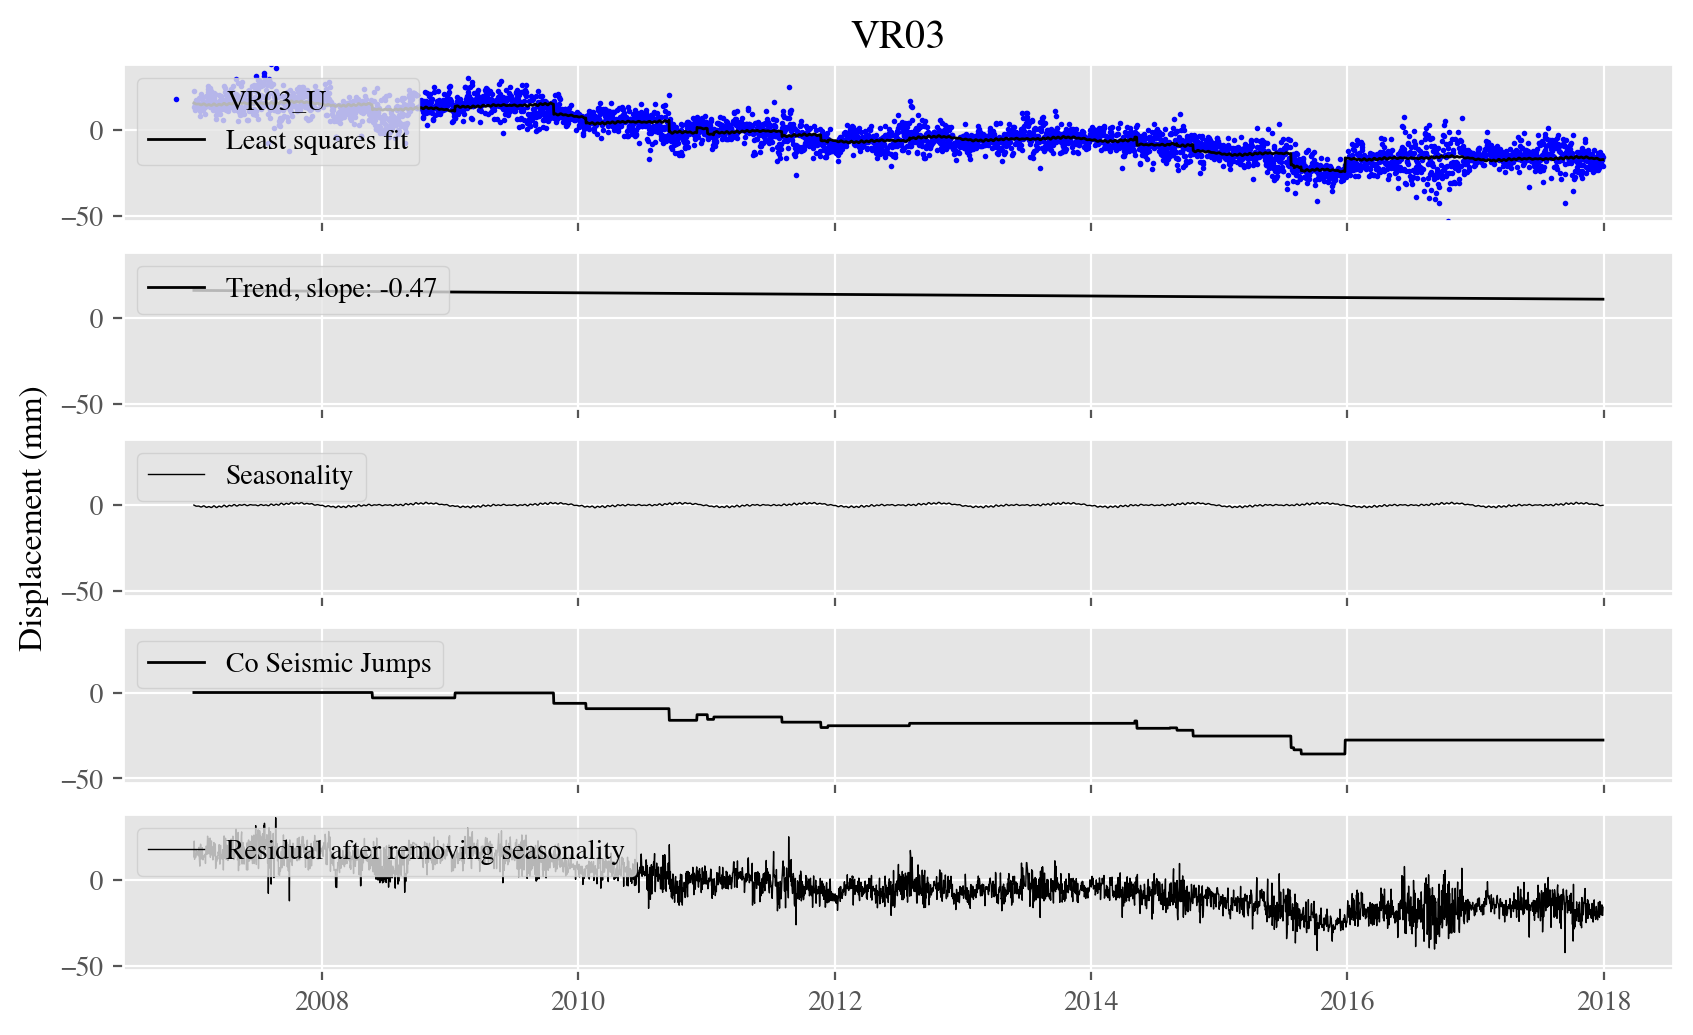 VR03
VR03_U
Least squares fit
0
−50
Trend, slope: -0.47
0
−50
Displacement (mm)
Seasonality
0
−50
Co Seismic Jumps
0
−50
Residual after removing seasonality
0
−50
2008 2010 2012 2014 2016 2018